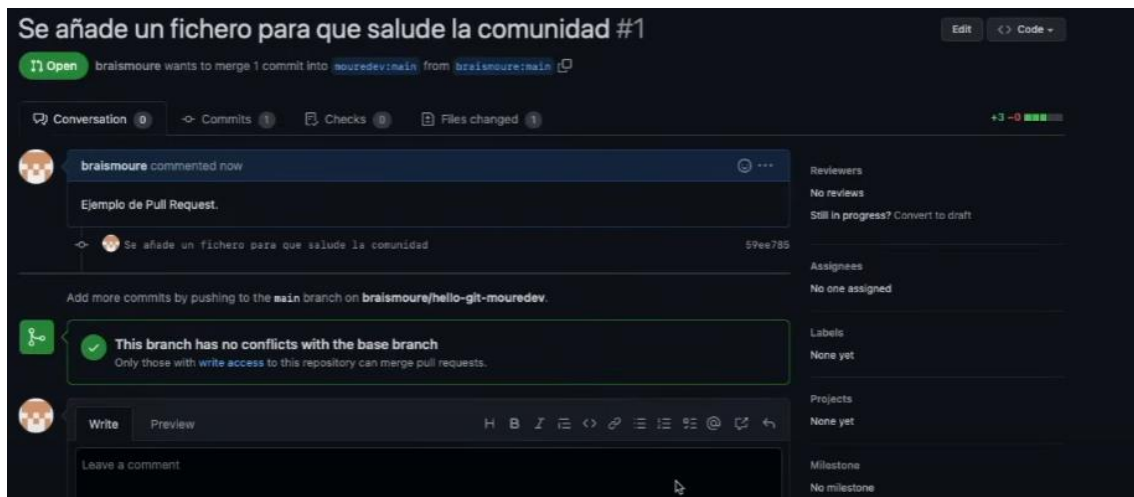 Se añade un fichero para que salude la comunidad #1
Edit
<> Code
Open
braismoure wants to merge 1 commit into mouredev:main from braismoure:main
Conversation 0
Commits 1
Checks 0
Files changed 1
+3 −0
braismoure commented now
Ejemplo de Pull Request.
Se añade un fichero para que salude la comunidad
59ee785
Add more commits by pushing to the main branch on braismoure/hello-git-mouredev.
This branch has no conflicts with the base branch
Only those with write access to this repository can merge pull requests.
Write
Preview
H B I <> @
Leave a comment
Reviewers
No reviews
Still in progress? Convert to draft
Assignees
No one assigned
Labels
None yet
Projects
None yet
Milestone
No milestone